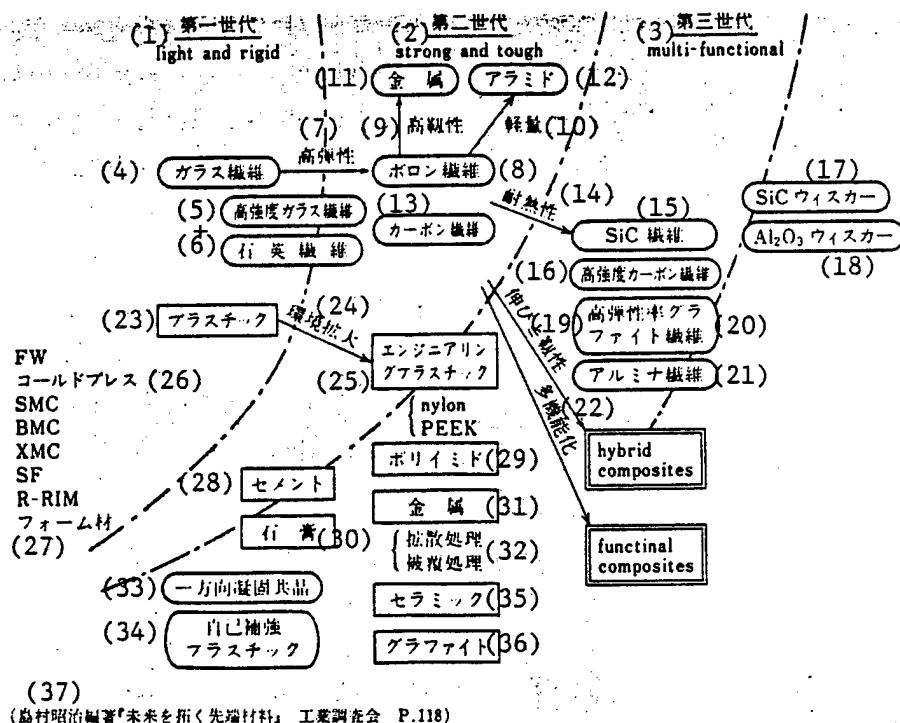 (1) 第一世代
light and rigid
(2) 第二世代
strong and tough
(3) 第三世代
multi-functional
(11) 金属
アラミド (12)
(7)
高弾性
(9) 高靱性
軽量 (10)
(4) ガラス繊維
ボロン繊維 (8)
(5) 高強度ガラス繊維
+
(6) 石英繊維
(13)
カーボン繊維
耐熱性 (14)
(15)
SiC 繊維
(16) 高強度カーボン繊維
(17)
SiC ウィスカー
Al₂O₃ ウィスカー
(18)
(19) 伸び±靱性
高弾性率グラ
ファイト繊維 (20)
アルミナ繊維 (21)
(22)
多機能化
(23) プラスチック
(24)
環境拡大
(25) エンジニアリン
グプラスチック
nylon
PEEK
FW
コールドプレス (26)
SMC
BMC
XMC
SF
R-RIM
フォーム材
(27)
(28) セメント
ポリイミド (29)
石膏 (30)
金属 (31)
拡散処理
被覆処理 (32)
hybrid
composites
functinal
composites
(33) 一方向凝固共晶
(34) 自己補強
プラスチック
セラミック (35)
グラファイト (36)
(37)
(島村昭治編著『未来を拓く先端材料』 工業調査会 P.118)